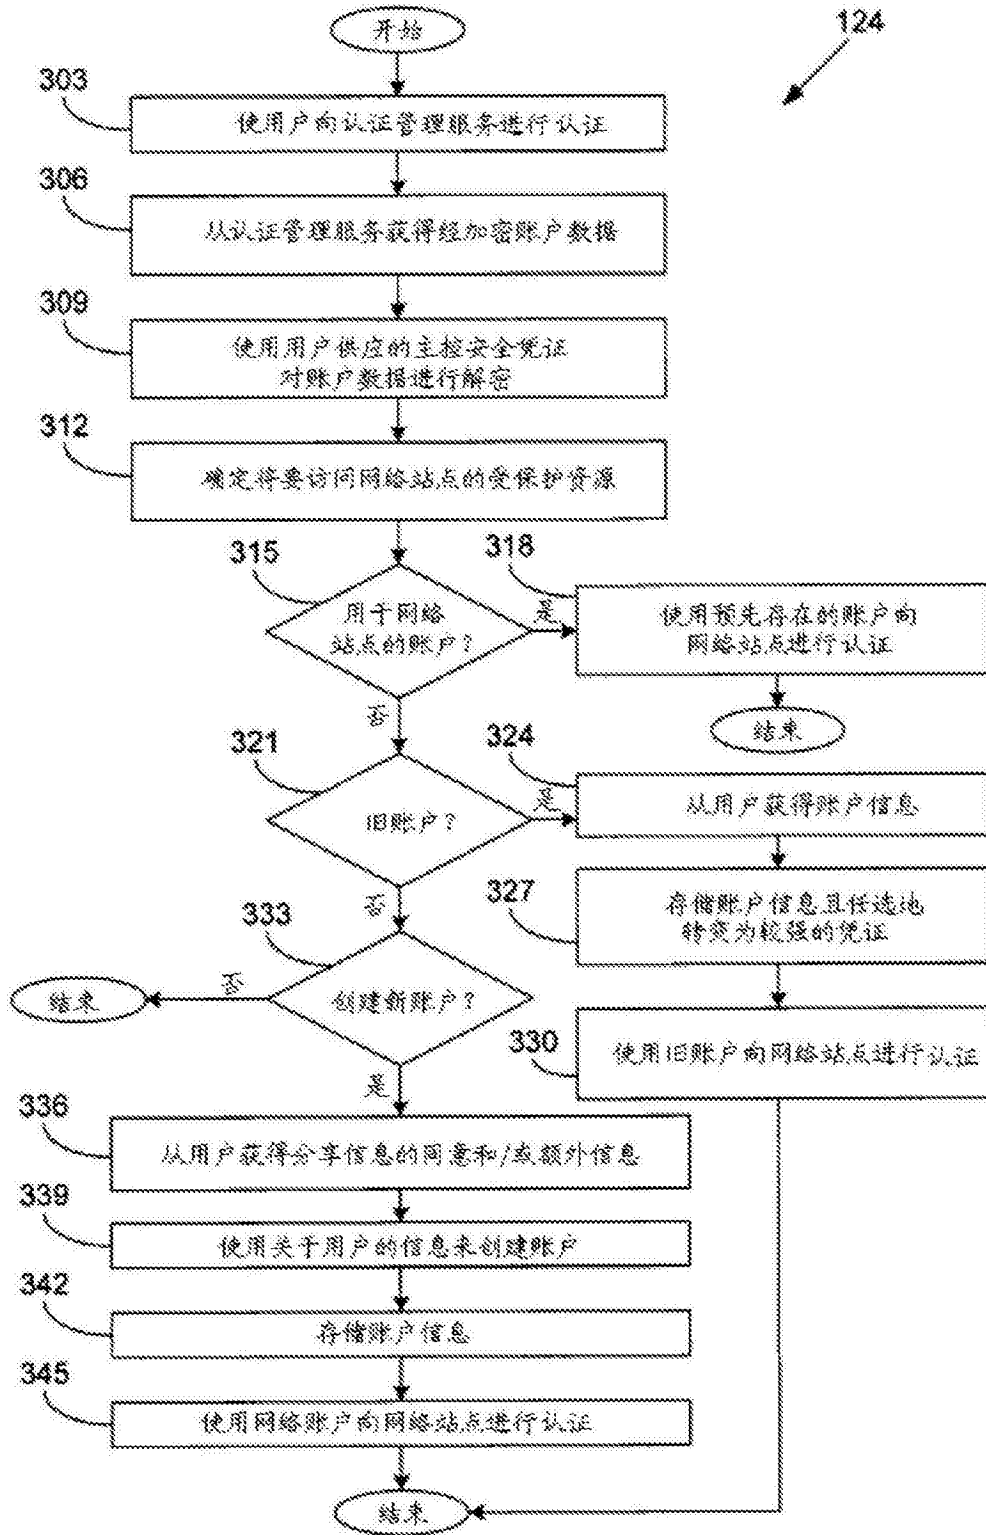 开始
124
303
使用户向认证管理服务进行认证
306
从认证管理服务获得经加密账户数据
309
使用用户供应的主控安全凭证
对账户数据进行解密
312
确定将要访问网络站点的受保护资源
315
用于网络
站点的账户?
是
318
使用预先存在的账户向
网络站点进行认证
结束
否
321
旧账户?
是
324
从用户获得账户信息
327
存储账户信息且任选地
转变为较强的凭证
330
使用旧账户向网络站点进行认证
否
333
创建新账户?
否
结束
是
336
从用户获得分享信息的同意和/或额外信息
339
使用关于用户的信息来创建账户
342
存储账户信息
345
使用网络账户向网络站点进行认证
结束